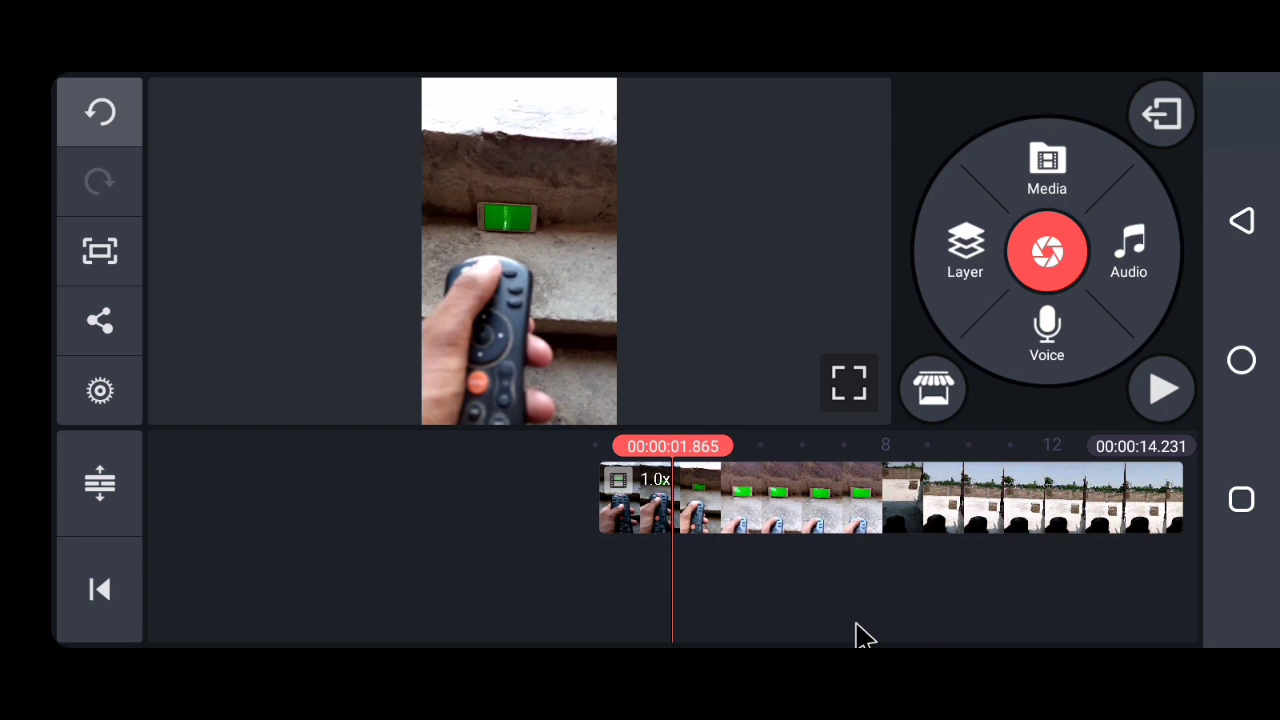 Media
Layer
Audio
Voice
00:00:01.865
8
12
00:00:14.231
1.0x